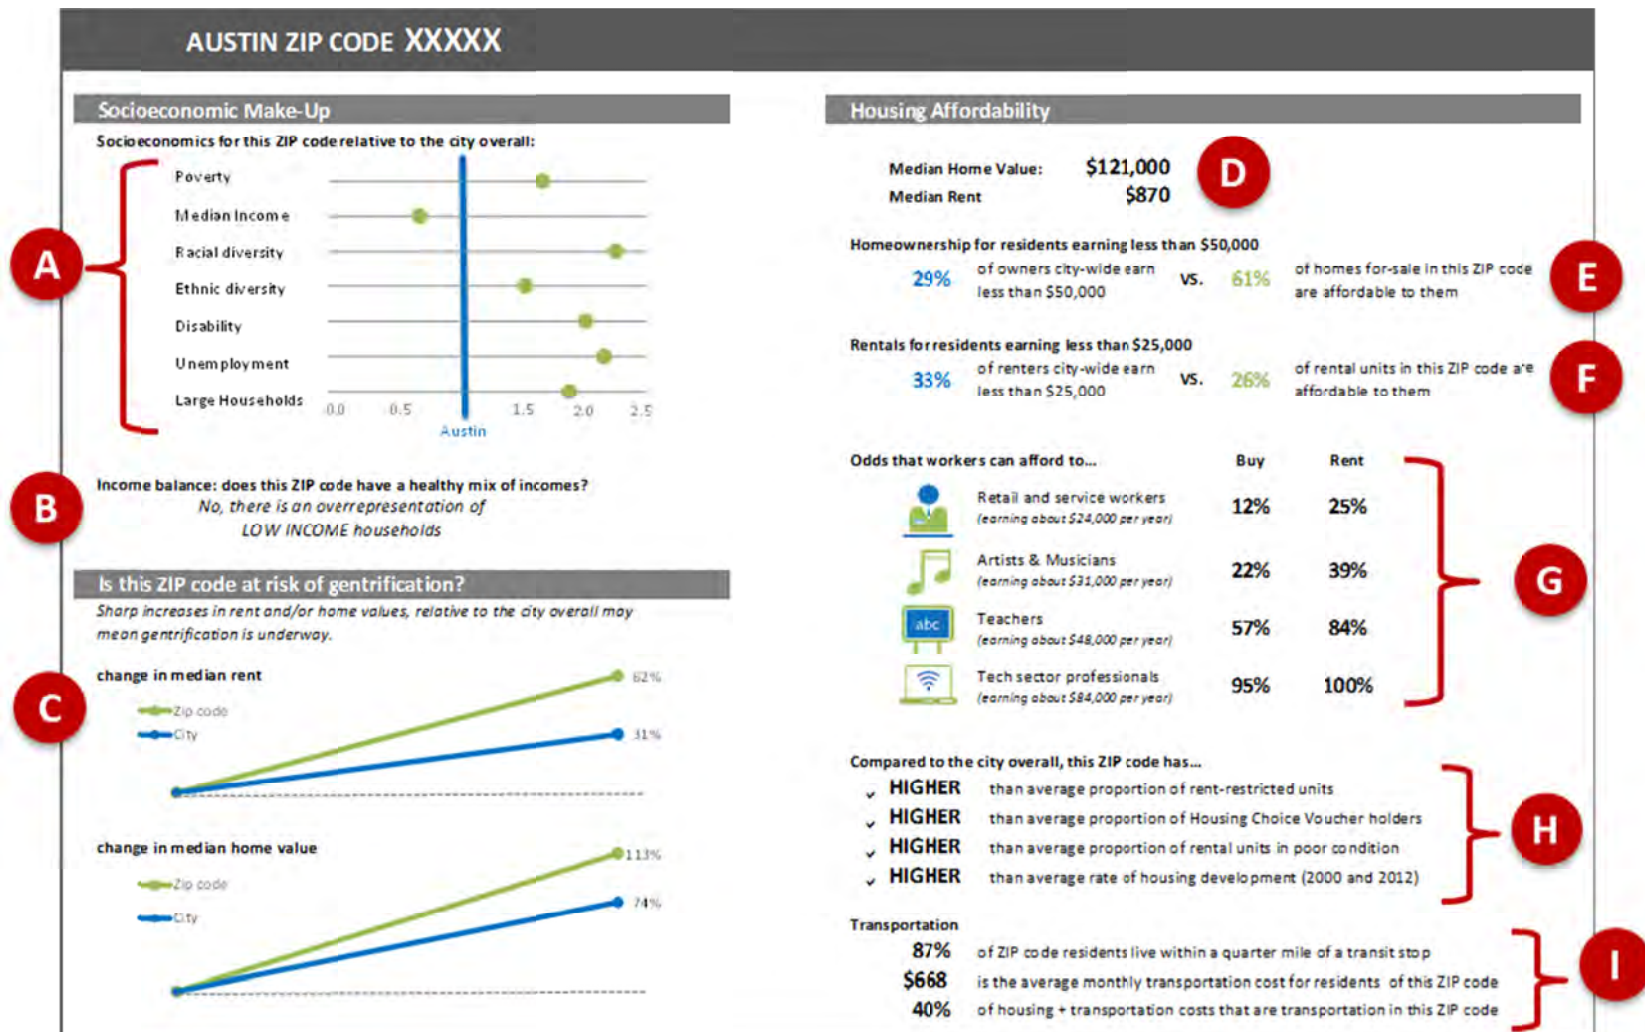 AUSTIN ZIP CODE XXXXX
Socioeconomic Make-Up
Socioeconomics for this ZIP code relative to the city overall:
A
Poverty
Median Income
Racial diversity
Ethnic diversity
Disability
Unemployment
Large Households
0.0 0.5 1.5 2.0 2.5
Austin
B
Income balance: does this ZIP code have a healthy mix of incomes?
No, there is an overrepresentation of
LOW INCOME households
Is this ZIP code at risk of gentrification?
Sharp increases in rent and/or home values, relative to the city overall may
mean gentrification is underway.
C
change in median rent
Zip code
City
62%
31%
change in median home value
Zip code
City
113%
74%
Housing Affordability
Median Home Value: $121,000
Median Rent $870
D
Homeownership for residents earning less than $50,000
29% of owners city-wide earn less than $50,000 vs. 61% of homes for-sale in this ZIP code are affordable to them
E
Rentals for residents earning less than $25,000
33% of renters city-wide earn less than $25,000 vs. 26% of rental units in this ZIP code are affordable to them
F
Odds that workers can afford to... Buy Rent
Retail and service workers
(earning about $24,000 per year)
12% 25%
Artists & Musicians
(earning about $31,000 per year)
22% 39%
abc
Teachers
(earning about $48,000 per year)
57% 84%
Tech sector professionals
(earning about $84,000 per year)
95% 100%
G
Compared to the city overall, this ZIP code has...
HIGHER than average proportion of rent-restricted units
HIGHER than average proportion of Housing Choice Voucher holders
HIGHER than average proportion of rental units in poor condition
HIGHER than average rate of housing development (2000 and 2012)
H
Transportation
87% of ZIP code residents live within a quarter mile of a transit stop
$668 is the average monthly transportation cost for residents of this ZIP code
40% of housing + transportation costs that are transportation in this ZIP code
I